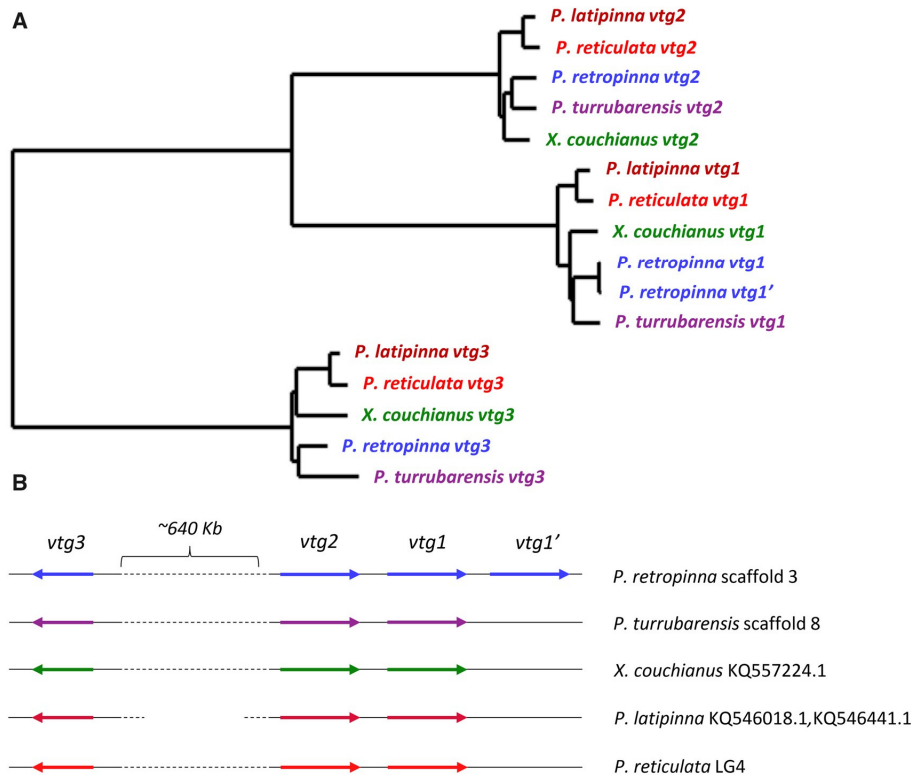 A
P. latipinna vtg2
P. reticulata vtg2
P. retropinna vtg2
P. turrubarensis vtg2
X. couchianus vtg2
P. latipinna vtg1
P. reticulata vtg1
X. couchianus vtg1
P. retropinna vtg1
P. retropinna vtg1’
P. turrubarensis vtg1
P. latipinna vtg3
P. reticulata vtg3
X. couchianus vtg3
P. retropinna vtg3
P. turrubarensis vtg3
B
vtg3 ~640 Kb vtg2 vtg1 vtg1’
P. retropinna scaffold 3
P. turrubarensis scaffold 8
X. couchianus KQ557224.1
P. latipinna KQ546018.1,KQ546441.1
P. reticulata LG4